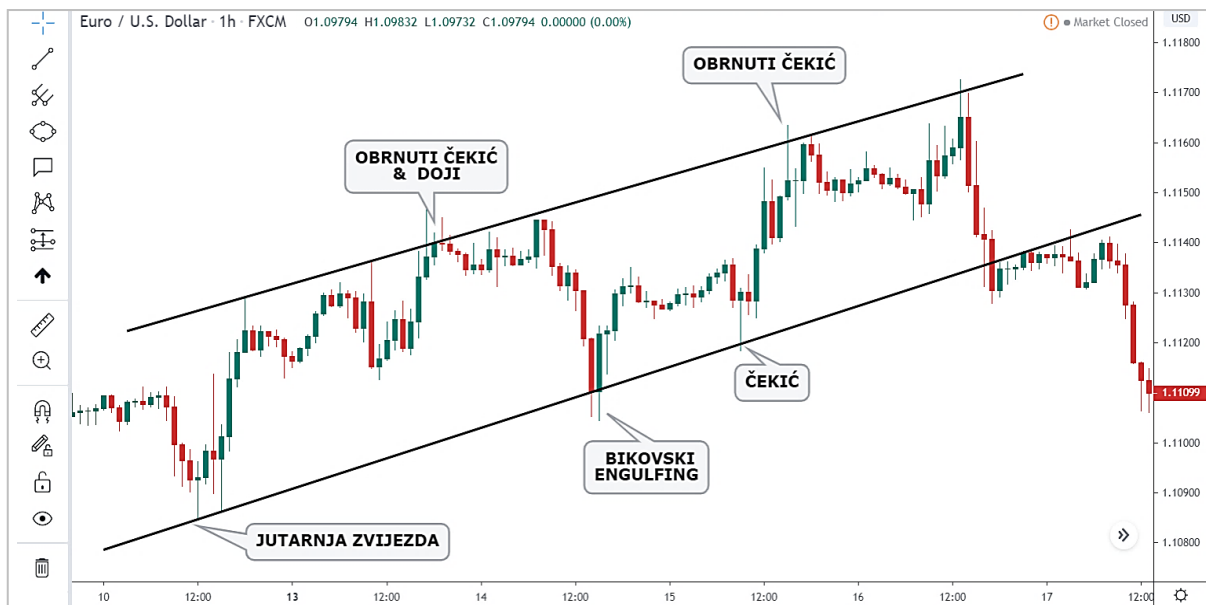 Euro / U.S. Dollar · 1h · FXCM O1.09794 H1.09832 L1.09732 C1.09794 0.00000 (0.00%)
Market Closed
USD
1.11800
OBRNUTI ČEKIĆ
1.11700
1.11600
OBRNUTI ČEKIĆ
& DOJI
1.11500
1.11400
1.11300
1.11200
ČEKIĆ
1.11099
BIKOVSKI
ENGULFING
1.11000
1.10900
JUTARNJA ZVIJEZDA
1.10800
10 12:00 13 12:00 14 12:00 15 12:00 16 12:00 17 12:00